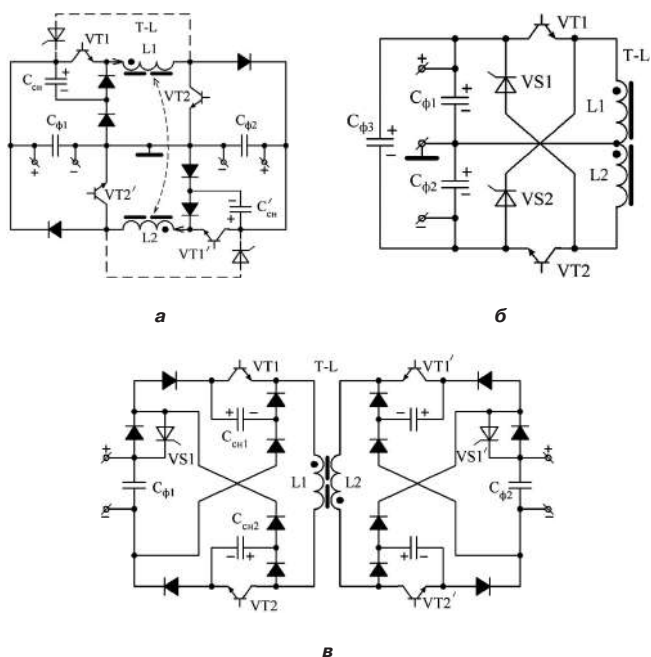 T-L
VT1
L1
VT2
Cсн
+
−
Cф1
Cф2
+
−
−
+
VT2′
C′сн
−
+
L2
VT1′
а
VT1
T-L
+
VS1
Cф1
+
−
L1
Cф3
+
−
Cф2
+
−
L2
VS2
−
VT2
б
VT1
T-L
VT1′
+
−
Cсн1
+
−
+
VS1
VS1′
+
Cф1
L1
L2
Cф2
−
Cсн2
−
−
+
+
−
VT2
VT2′
в